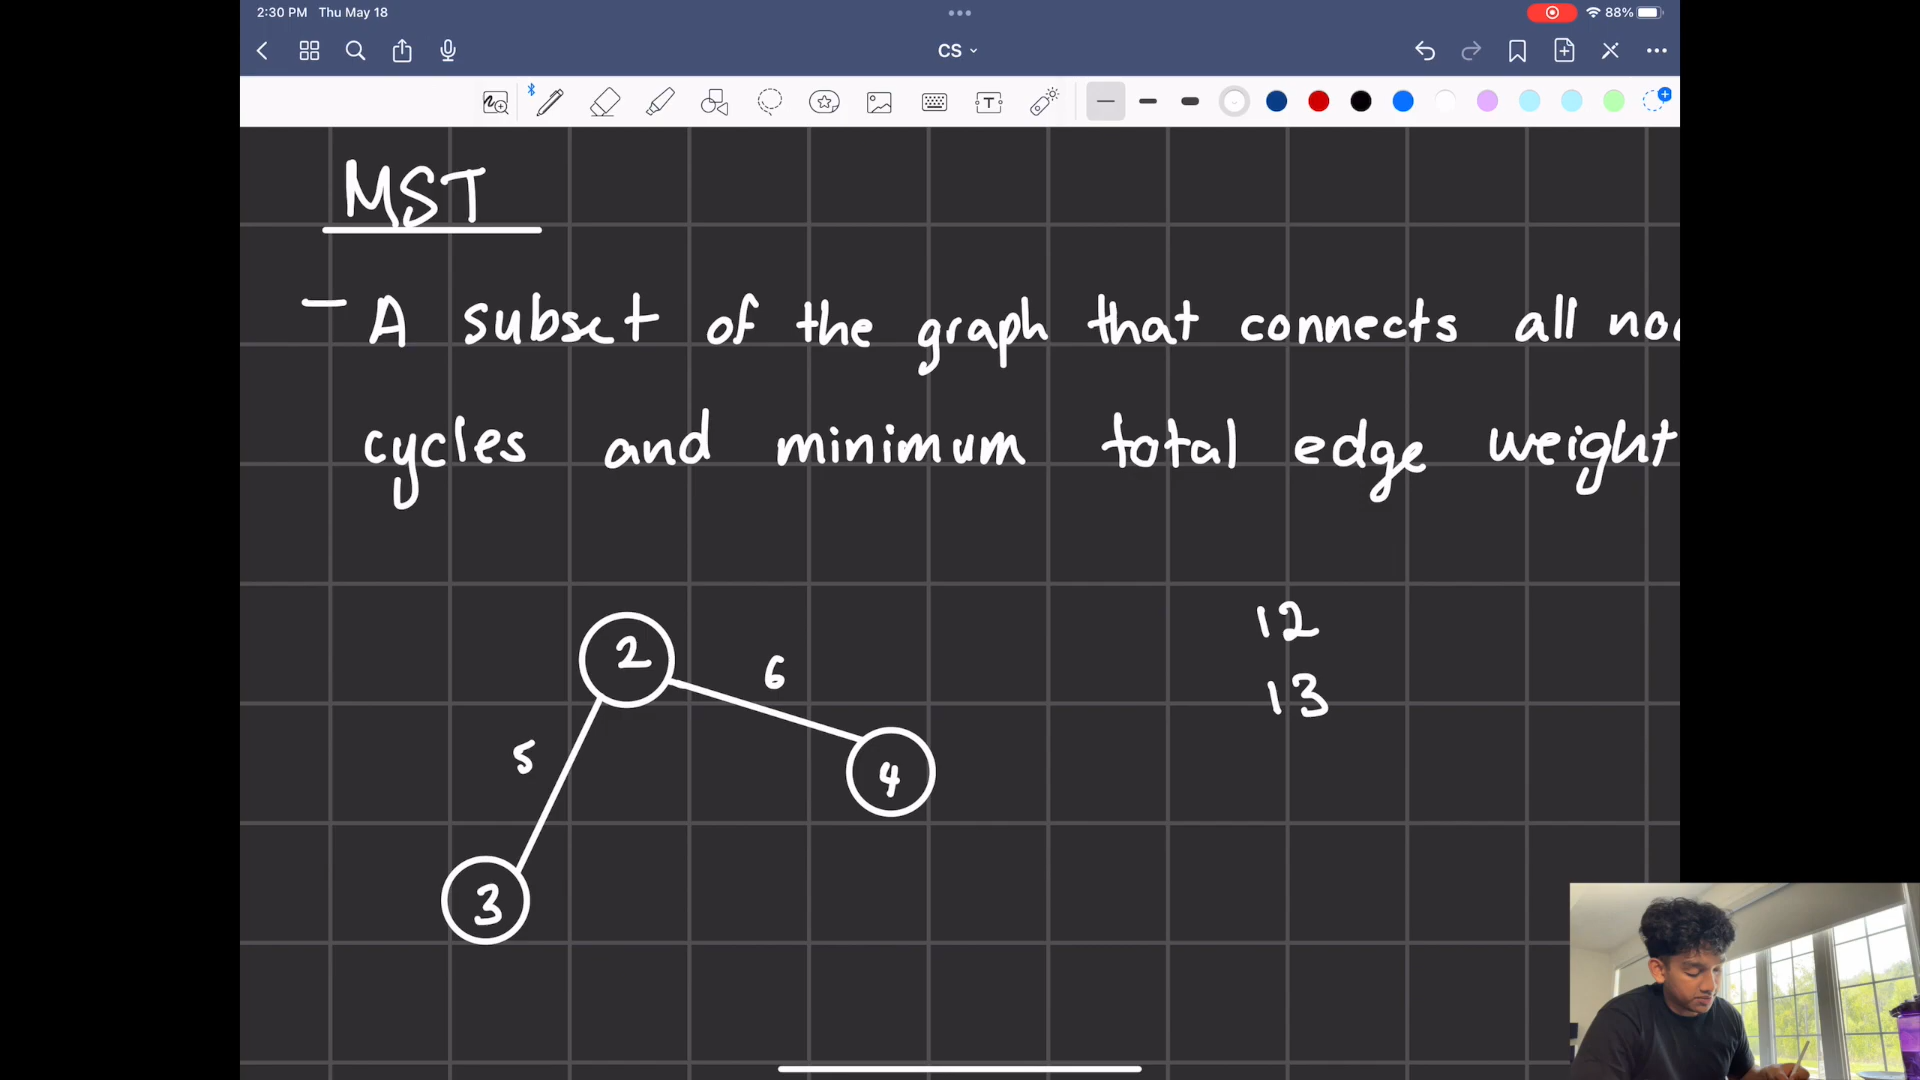 2:30 PM Thu May 18
88%
CS
T
MST
- A subset of the graph that connects all
cycles and minimum total edge weight
12
2
6
13
5
4
3